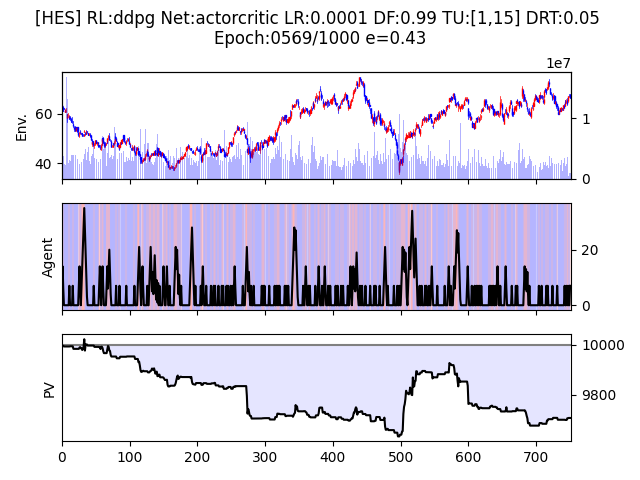 [HES] RL:ddpg Net:actorcritic LR:0.0001 DF:0.99 TU:[1,15] DRT:0.05
Epoch:0569/1000 e=0.43
1e7
Env.
60
40
1
0
Agent
20
0
PV
10000
9800
0 100 200 300 400 500 600 700